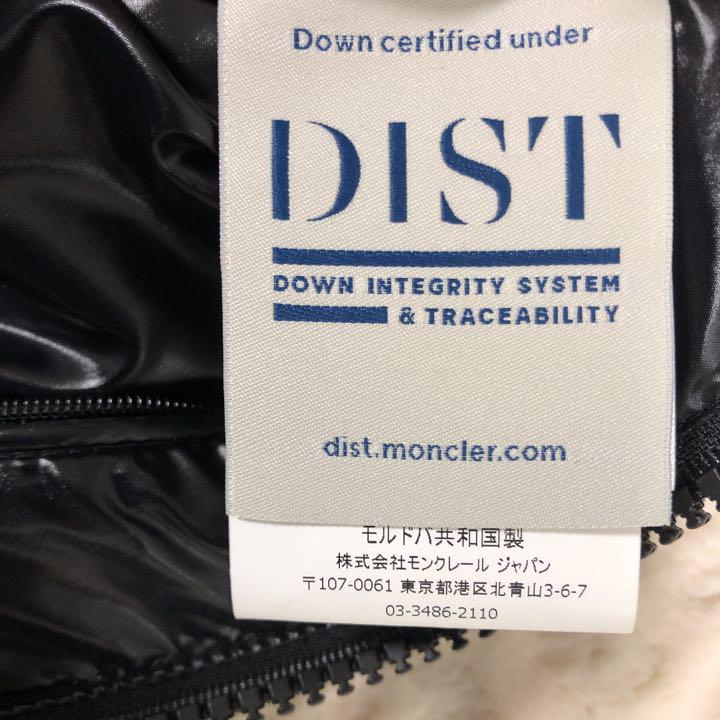 Down certified under
DIST
DOWN INTEGRITY SYSTEM
& TRACEABILITY
dist.moncler.com
モルドバ共和国製
株式会社モンクレール ジャパン
〒107-0061 東京都港区北青山3-6-7
03-3486-2110